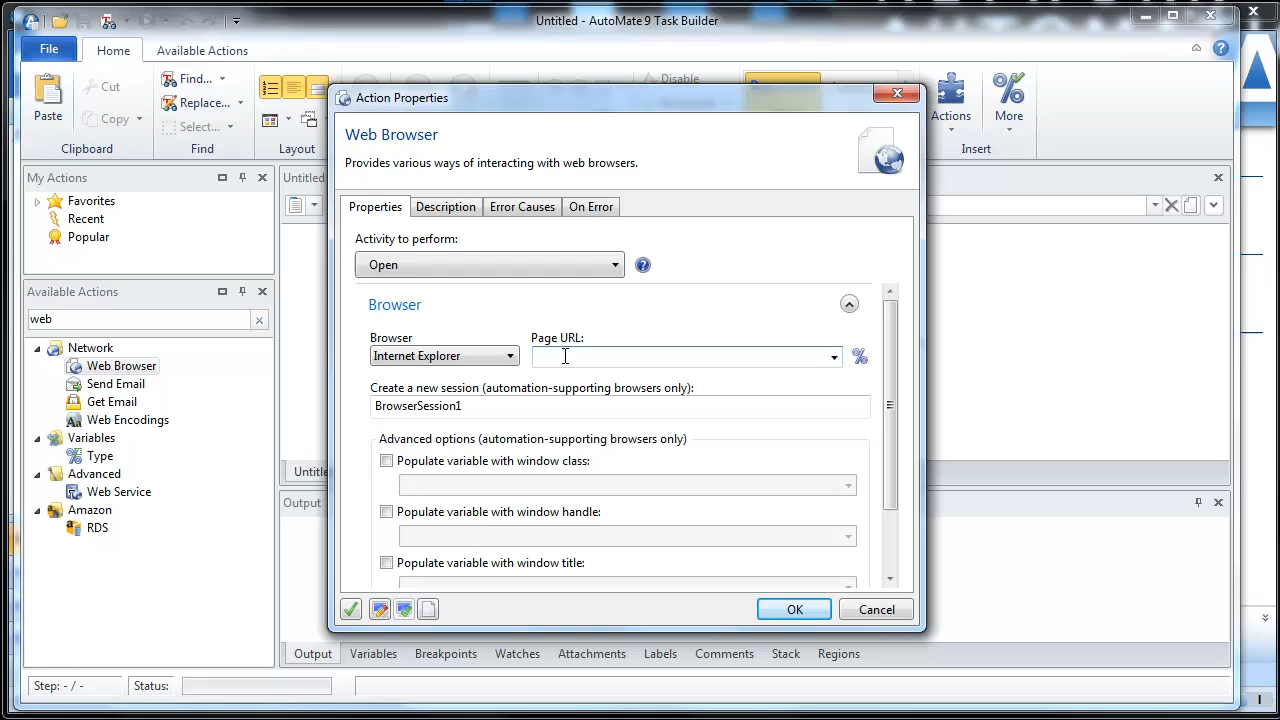 Untitled - AutoMate 9 Task Builder
File
Home
Available Actions
Paste
Cut
Copy
Clipboard
Find...
Replace...
Select...
Find
Layout
Disable
Actions
More
Insert
My Actions
Favorites
Recent
Popular
Available Actions
web
Network
Web Browser
Send Email
Get Email
Web Encodings
Variables
Type
Advanced
Web Service
Amazon
RDS
Untitled
Action Properties
Web Browser
Provides various ways of interacting with web browsers.
Properties
Description
Error Causes
On Error
Activity to perform:
Open
Browser
Browser
Page URL:
Internet Explorer
Create a new session (automation-supporting browsers only):
BrowserSession1
Advanced options (automation-supporting browsers only)
Populate variable with window class:
Populate variable with window handle:
Populate variable with window title:
OK
Cancel
Output
Output
Variables
Breakpoints
Watches
Attachments
Labels
Comments
Stack
Regions
Step: - / -
Status: